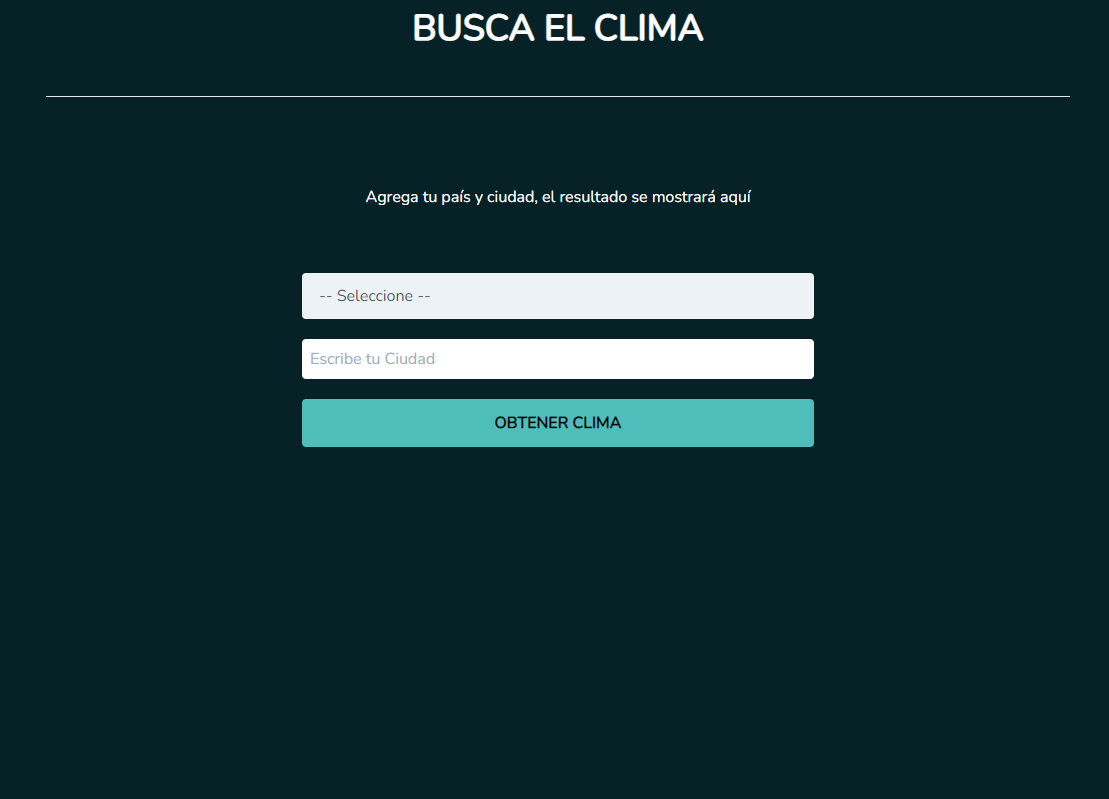 BUSCA EL CLIMA
Agrega tu país y ciudad, el resultado se mostrará aquí
-- Seleccione --
Escribe tu Ciudad
OBTENER CLIMA